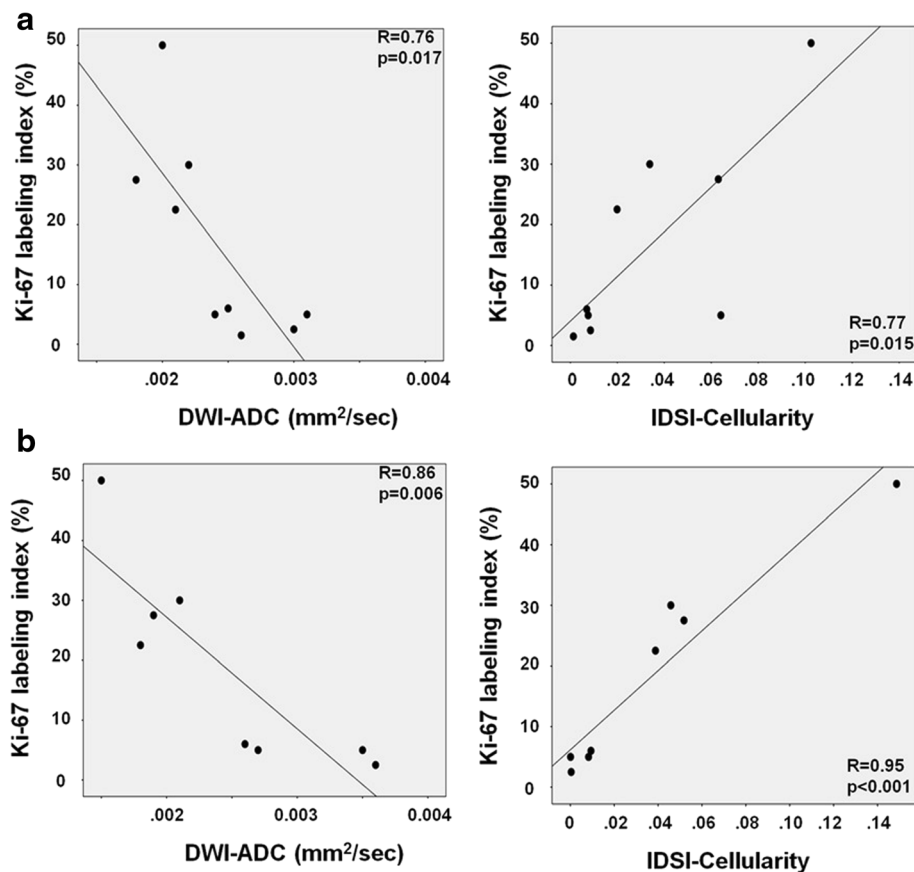 a
R=0.76
p=0.017
Ki-67 labeling index (%)
50
40
30
20
10
0
.002
.003
.004
DWI-ADC (mm²/sec)
Ki-67 labeling index (%)
50
40
30
20
10
0
R=0.77
p=0.015
0 .02 .04 .06 .08 .10 .12 .14
IDSI-Cellularity
b
R=0.86
p=0.006
Ki-67 labeling index (%)
50
40
30
20
10
0
.002
.003
.004
DWI-ADC (mm²/sec)
Ki-67 labeling index (%)
50
40
30
20
10
0
R=0.95
p<0.001
0 .02 .04 .06 .08 .10 .12 .14
IDSI-Cellularity